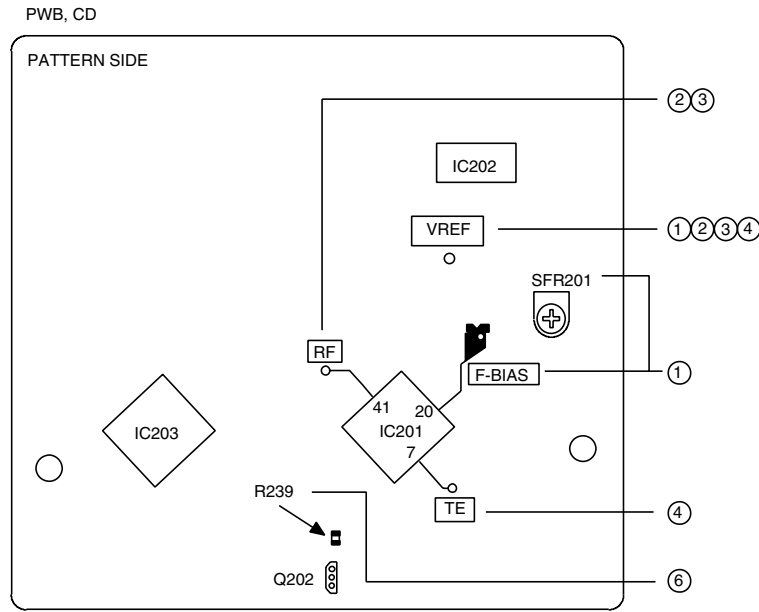 PWB, CD
PATTERN SIDE
②③
IC202
VREF
①②③④
SFR201
RF
F-BIAS
①
41
20
IC201
7
IC203
R239
TE
④
Q202
⑥